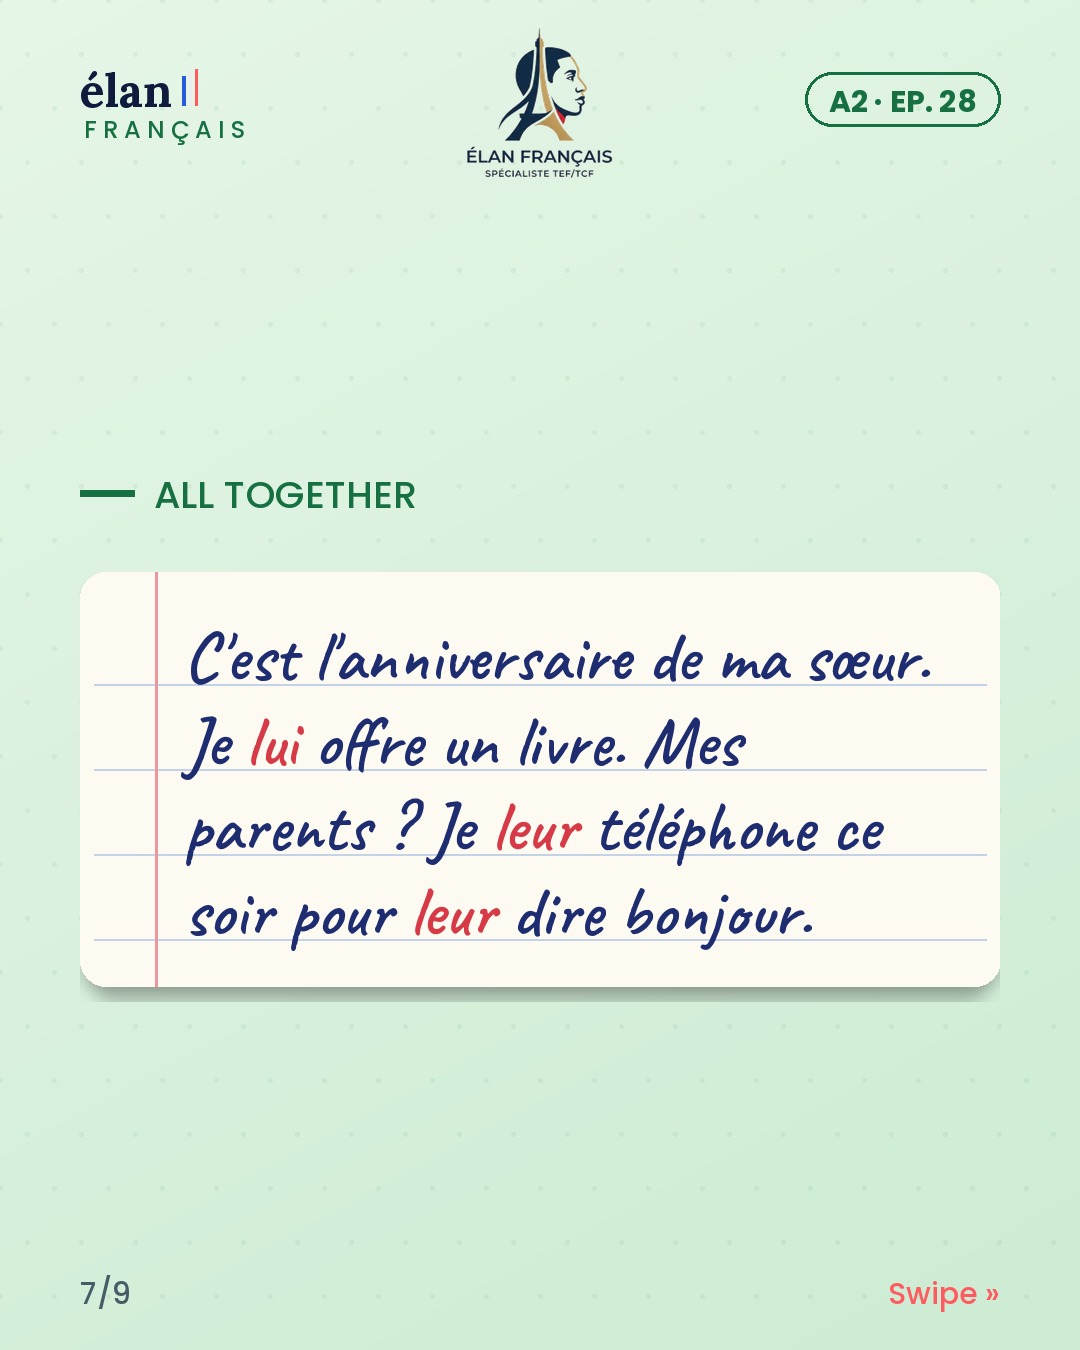 élan
FRANÇAIS
ÉLAN FRANÇAIS
SPÉCIALISTE TEF/TCF
A2 · EP. 28
ALL TOGETHER
C'est l'anniversaire de ma sœur.
Je lui offre un livre. Mes
parents ? Je leur téléphone ce
soir pour leur dire bonjour.
7/9
Swipe »